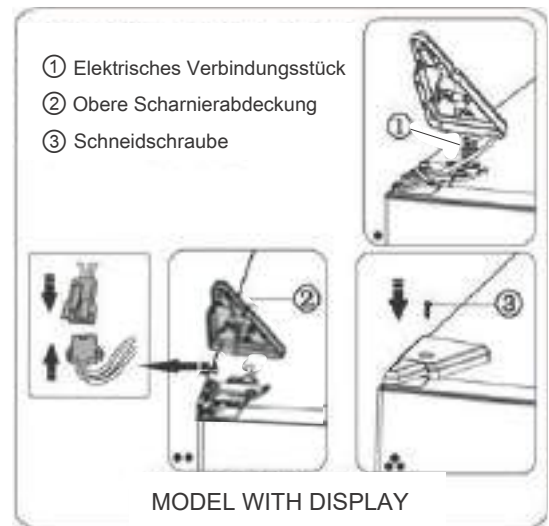 ① Elektrisches Verbindungsstück
② Obere Scharnierabdeckung
③ Schneidschraube
①
②
③
MODEL WITH DISPLAY